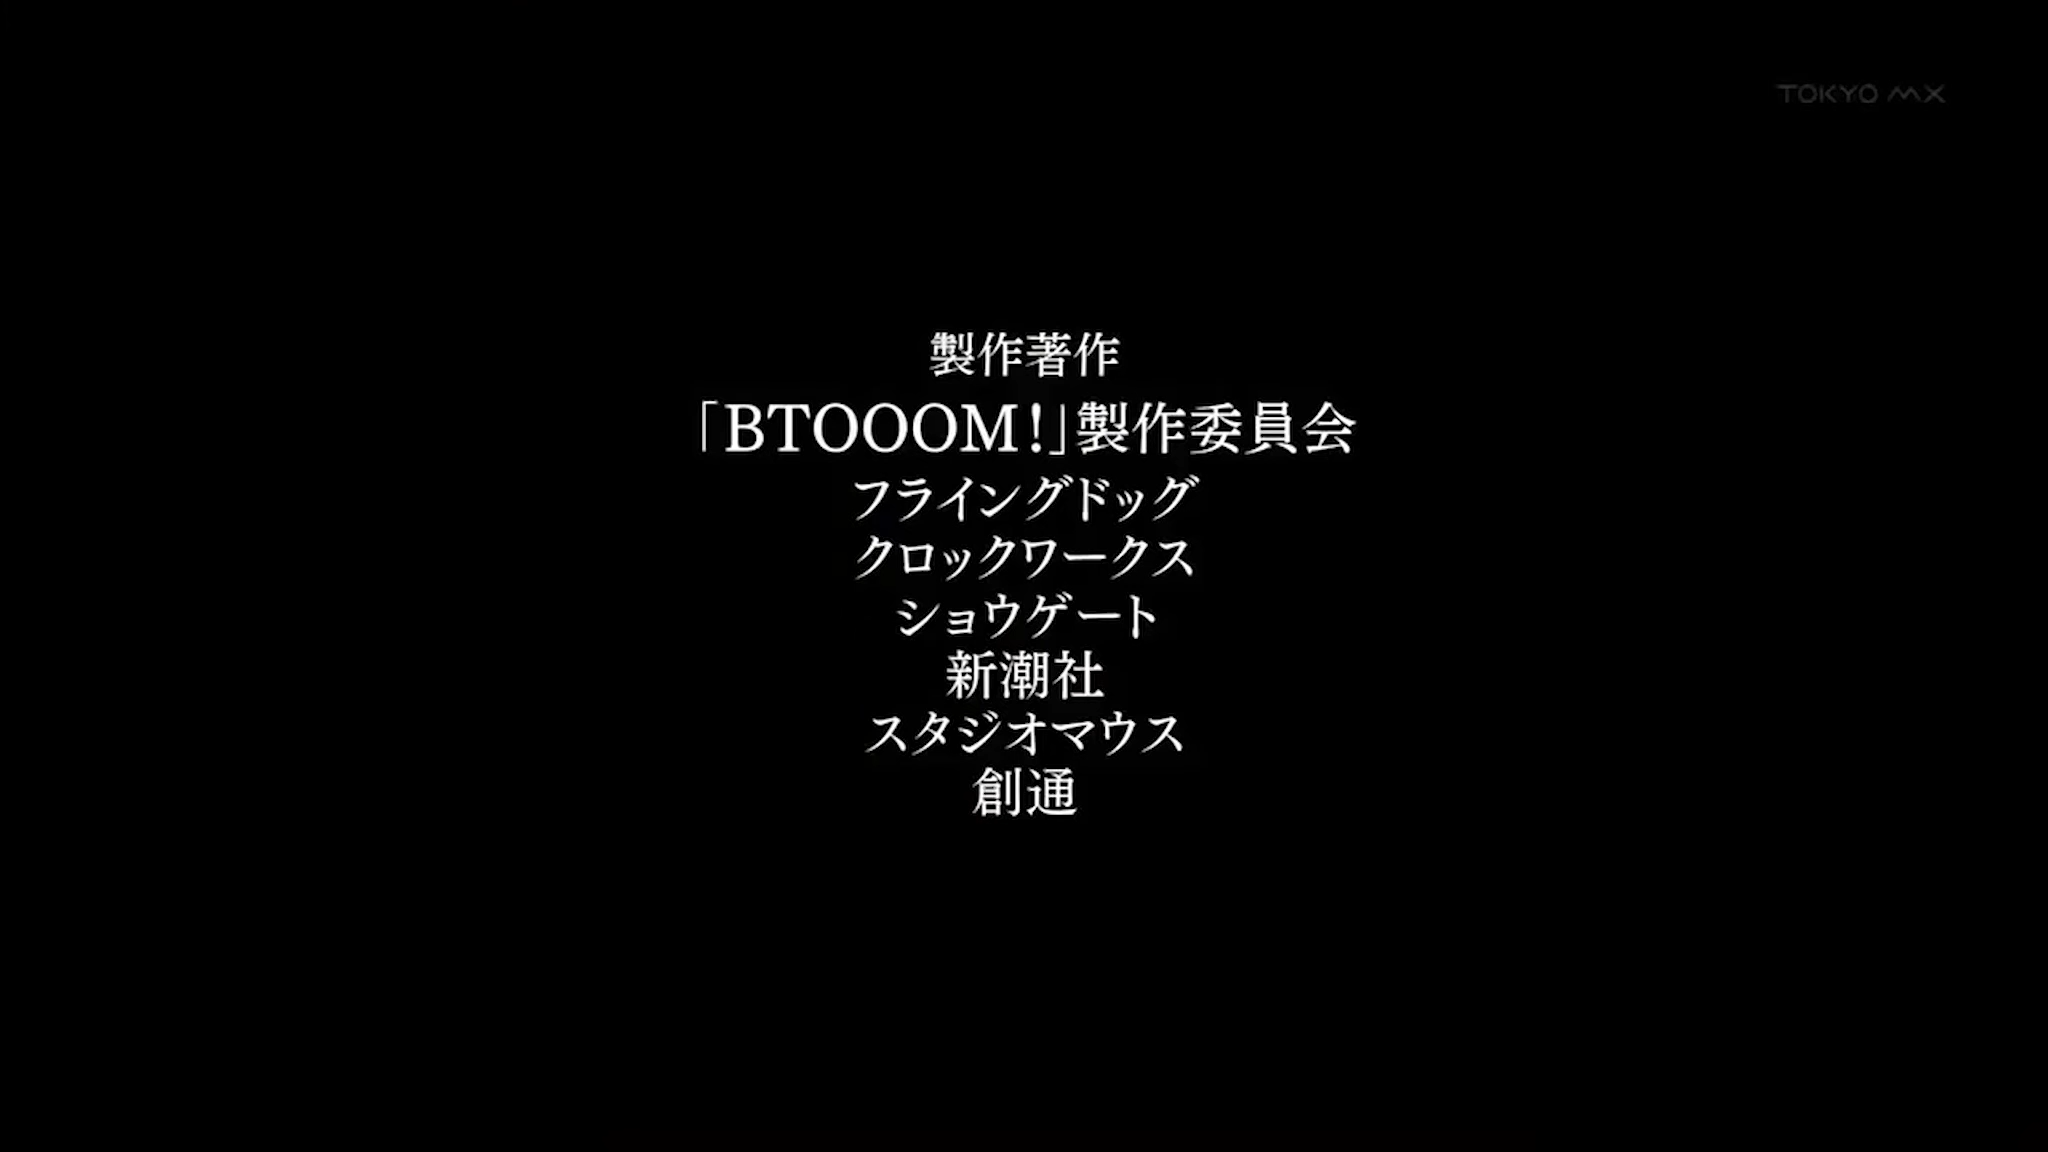 TOKYO MX
製作著作
「BTOOOM!」製作委員会
フライングドッグ
クロックワークス
ショウゲート
新潮社
スタジオマウス
創通